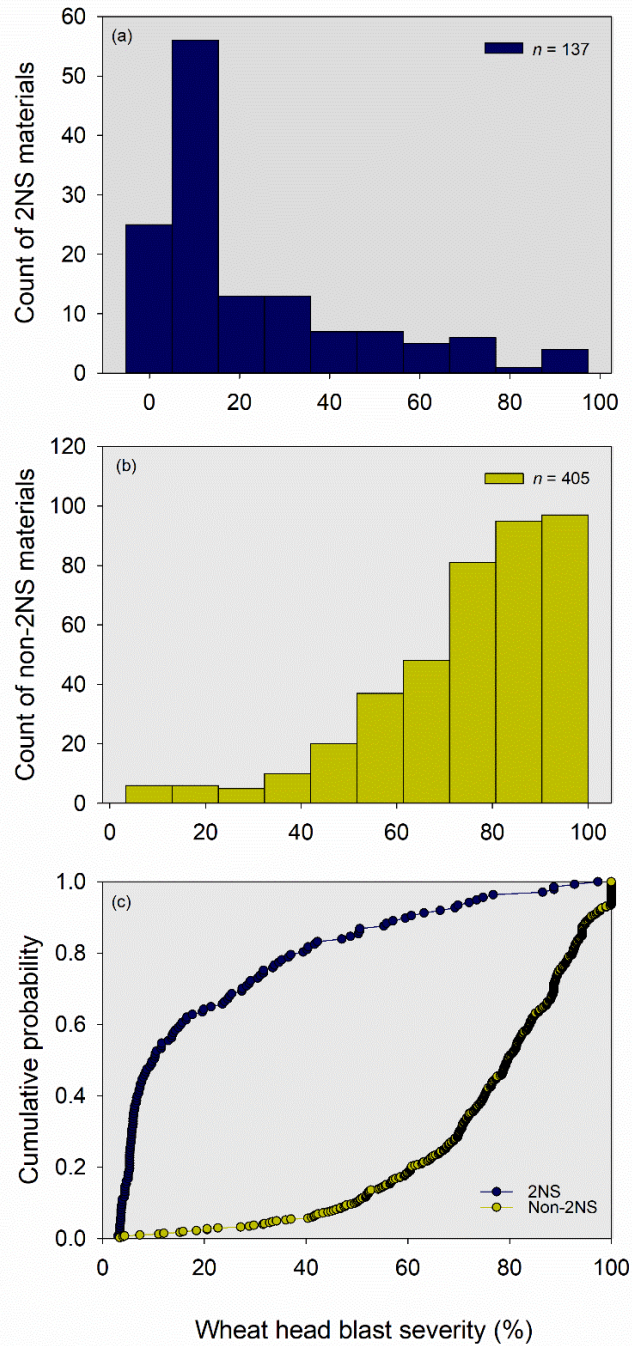 (a)
n = 137
Count of 2NS materials
60
50
40
30
20
10
0
0 20 40 60 80 100
(b)
n = 405
Count of non-2NS materials
120
100
80
60
40
20
0
0 20 40 60 80 100
(c)
Cumulative probability
1.0
0.8
0.6
0.4
0.2
0.0
2NS
Non-2NS
0 20 40 60 80 100
Wheat head blast severity (%)